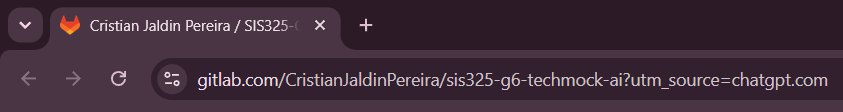 Cristian Jaldin Pereira / SIS325-
gitlab.com/CristianJaldinPereira/sis325-g6-techmock-ai?utm_source=chatgpt.com